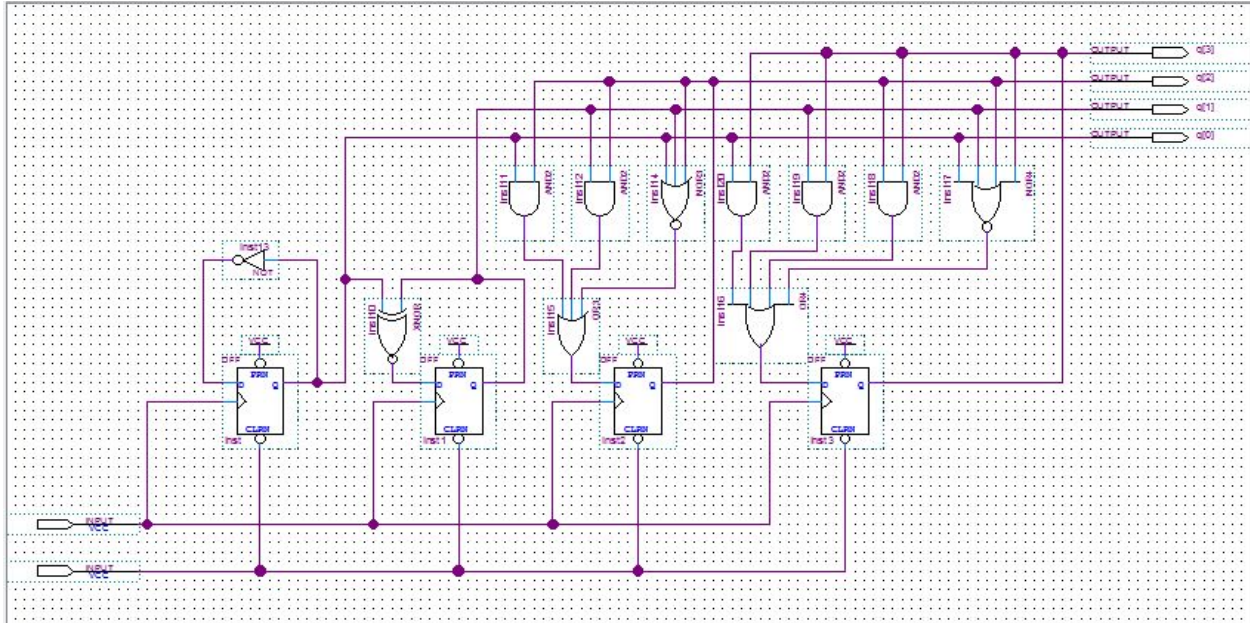 OUTPUT q[3]
OUTPUT q[2]
OUTPUT q[1]
OUTPUT q[0]
inst11 AND2
inst12 AND2
inst14 NOR3
inst20 AND2
inst19 AND2
inst18 AND2
inst17 NOR4
inst13
NOT
inst10 XNOR
inst15 OR3
inst16 OR4
VCC
VCC
VCC
VCC
DFF
DFF
DFF
DFF
PRN
PRN
PRN
PRN
D Q
D Q
D Q
D Q
CLRN
CLRN
CLRN
CLRN
inst
inst1
inst2
inst3
INPUT
VCC
INPUT
VCC